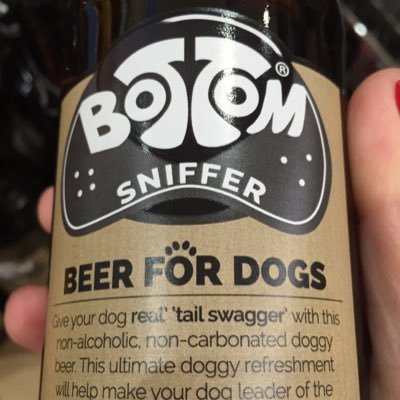 BOTTOM®
SNIFFER
BEER FOR DOGS
Give your dog real 'tail swagger' with this
non-alcoholic, non-carbonated doggy
beer. This ultimate doggy refreshment
will help make your dog leader of the